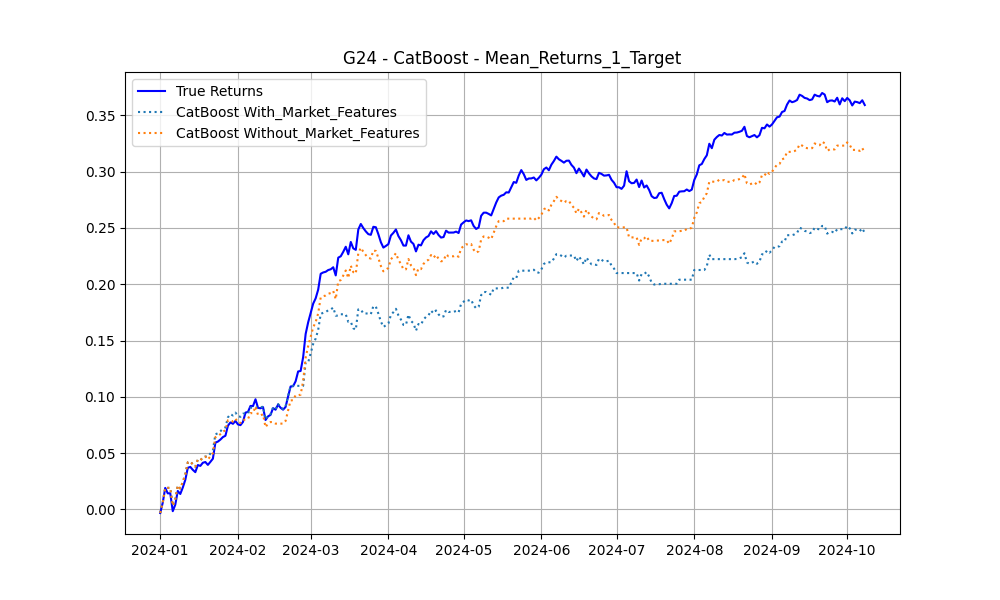 G24 - CatBoost - Mean_Returns_1_Target
True Returns
CatBoost With_Market_Features
CatBoost Without_Market_Features
0.35
0.30
0.25
0.20
0.15
0.10
0.05
0.00
2024-01 2024-02 2024-03 2024-04 2024-05 2024-06 2024-07 2024-08 2024-09 2024-10